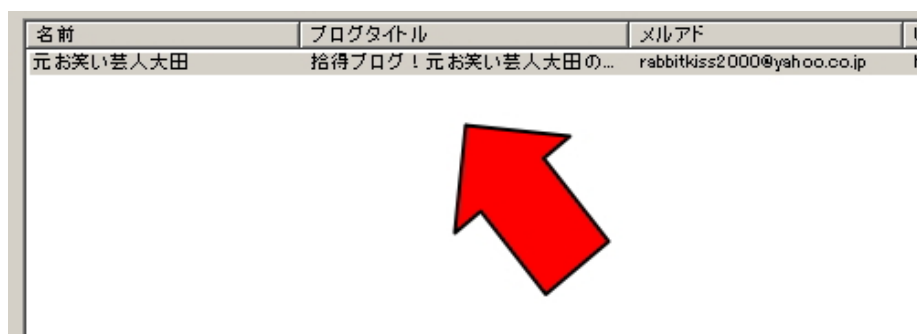 名前 ブログタイトル メルアド
元お笑い芸人大田 拾得ブログ！元お笑い芸人大田の... rabbitkiss2000@yahoo.co.jp